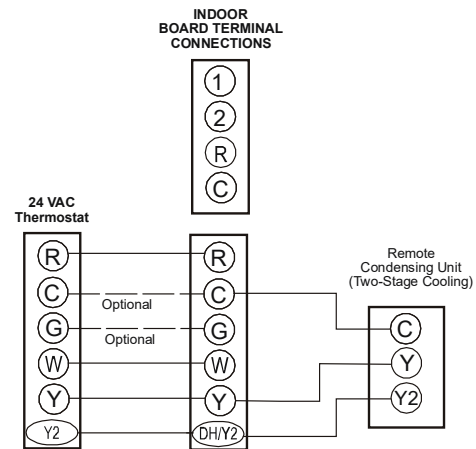 INDOOR
BOARD TERMINAL
CONNECTIONS
1
2
R
C
24 VAC
Thermostat
R
C
G
W
Y
Y2
Optional
Optional
R
C
G
W
Y
DH/Y2
Remote
Condensing Unit
(Two-Stage Cooling)
C
Y
Y2